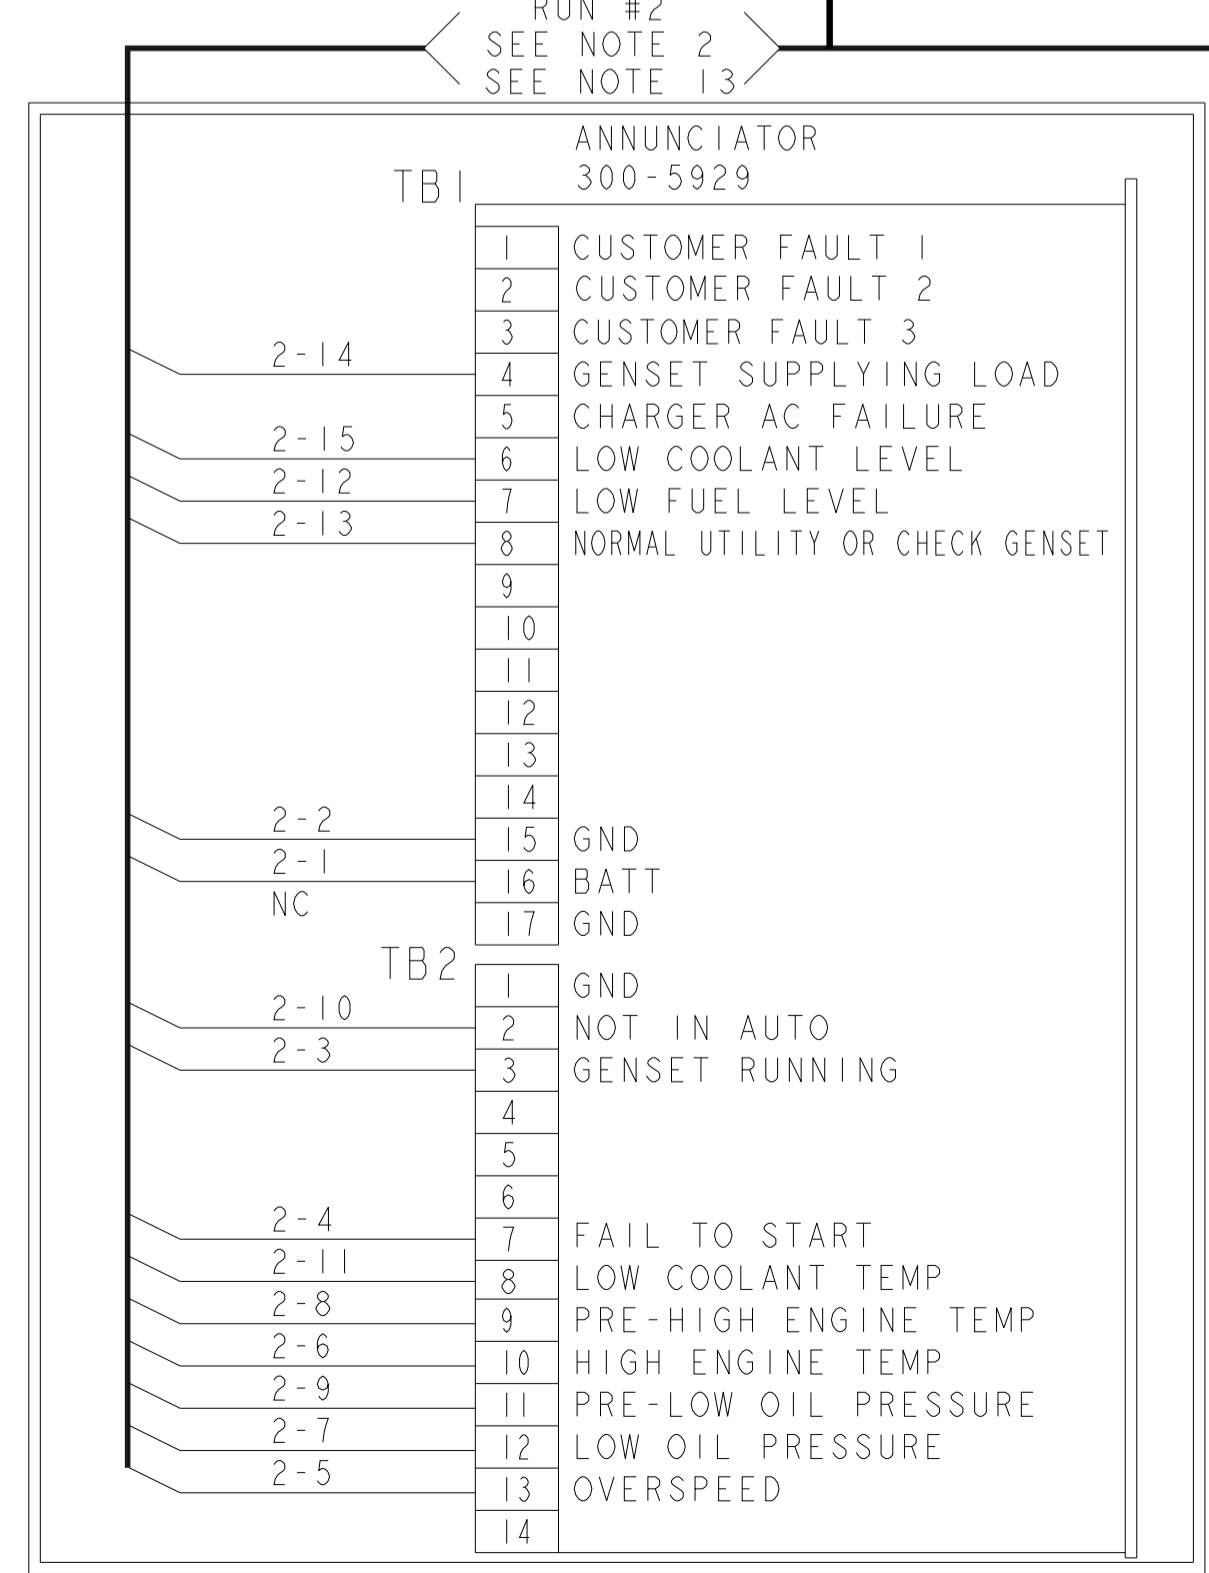 RUN #2
SEE NOTE 2
SEE NOTE 13
ANNUNCIATOR
300-5929
TB1
1 CUSTOMER FAULT 1
2 CUSTOMER FAULT 2
3 CUSTOMER FAULT 3
2-14 4 GENSET SUPPLYING LOAD
5 CHARGER AC FAILURE
2-15 6 LOW COOLANT LEVEL
2-12 7 LOW FUEL LEVEL
2-13 8 NORMAL UTILITY OR CHECK GENSET
9
10
11
12
13
14
2-2 15 GND
2-1 16 BATT
NC 17 GND
TB2
1 GND
2-10 2 NOT IN AUTO
2-3 3 GENSET RUNNING
4
5
6
2-4 7 FAIL TO START
2-11 8 LOW COOLANT TEMP
2-8 9 PRE-HIGH ENGINE TEMP
2-6 10 HIGH ENGINE TEMP
2-9 11 PRE-LOW OIL PRESSURE
2-7 12 LOW OIL PRESSURE
2-5 13 OVERSPEED
14